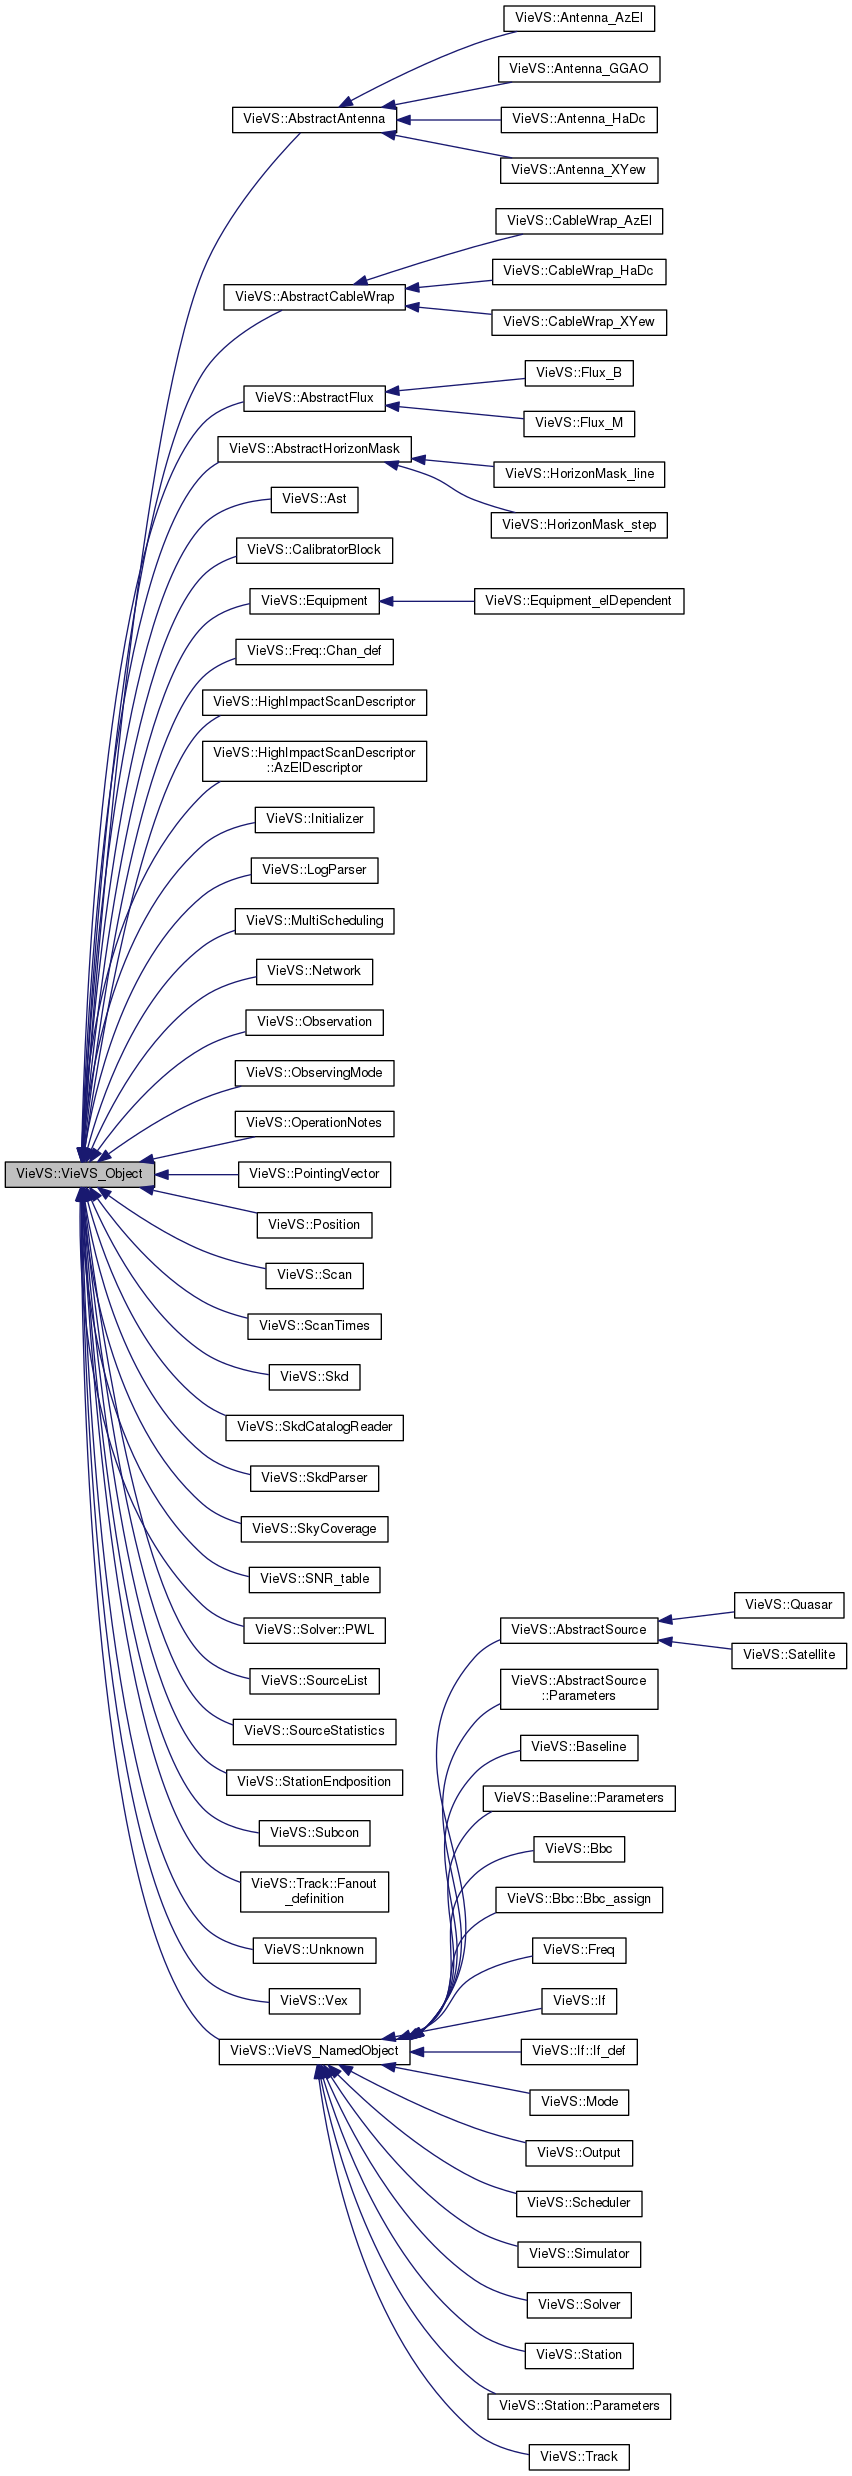 VieVS::Antenna_AzEl
VieVS::Antenna_GGAO
VieVS::AbstractAntenna
VieVS::Antenna_HaDc
VieVS::Antenna_XYew
VieVS::CableWrap_AzEl
VieVS::CableWrap_HaDc
VieVS::AbstractCableWrap
VieVS::CableWrap_XYew
VieVS::Flux_B
VieVS::AbstractFlux
VieVS::Flux_M
VieVS::AbstractHorizonMask
VieVS::HorizonMask_line
VieVS::Ast
VieVS::HorizonMask_step
VieVS::CalibratorBlock
VieVS::Equipment
VieVS::Equipment_elDependent
VieVS::Freq::Chan_def
VieVS::HighImpactScanDescriptor
VieVS::HighImpactScanDescriptor
::AzElDescriptor
VieVS::Initializer
VieVS::LogParser
VieVS::MultiScheduling
VieVS::Network
VieVS::Observation
VieVS::ObservingMode
VieVS::OperationNotes
VieVS::VieVS_Object
VieVS::PointingVector
VieVS::Position
VieVS::Scan
VieVS::ScanTimes
VieVS::Skd
VieVS::SkdCatalogReader
VieVS::SkdParser
VieVS::SkyCoverage
VieVS::SNR_table
VieVS::Quasar
VieVS::Solver::PWL
VieVS::AbstractSource
VieVS::Satellite
VieVS::SourceList
VieVS::AbstractSource
::Parameters
VieVS::SourceStatistics
VieVS::Baseline
VieVS::StationEndposition
VieVS::Baseline::Parameters
VieVS::Subcon
VieVS::Bbc
VieVS::Track::Fanout
_definition
VieVS::Bbc::Bbc_assign
VieVS::Unknown
VieVS::Freq
VieVS::Vex
VieVS::If
VieVS::VieVS_NamedObject
VieVS::If::If_def
VieVS::Mode
VieVS::Output
VieVS::Scheduler
VieVS::Simulator
VieVS::Solver
VieVS::Station
VieVS::Station::Parameters
VieVS::Track